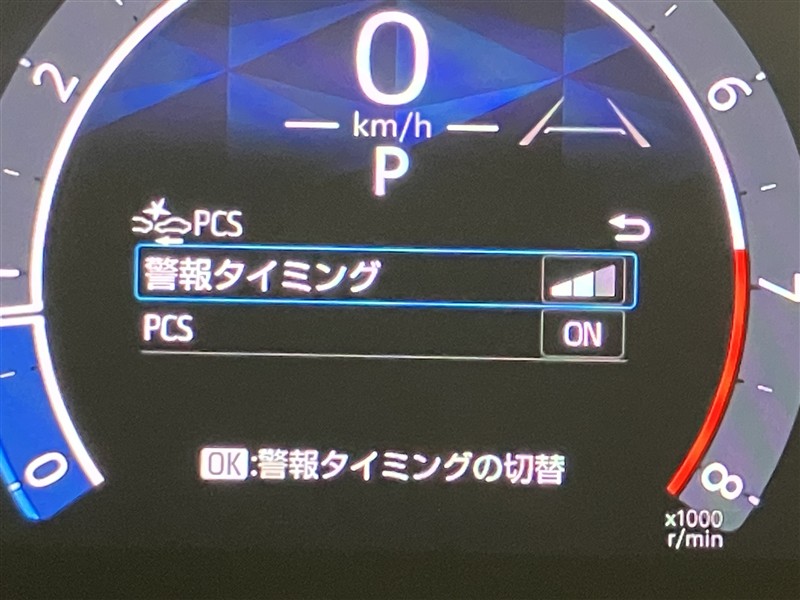 0
km/h
P
2
6
PCS
警報タイミング
PCS ON
7
0
OK:警報タイミングの切替
8
x1000
r/min